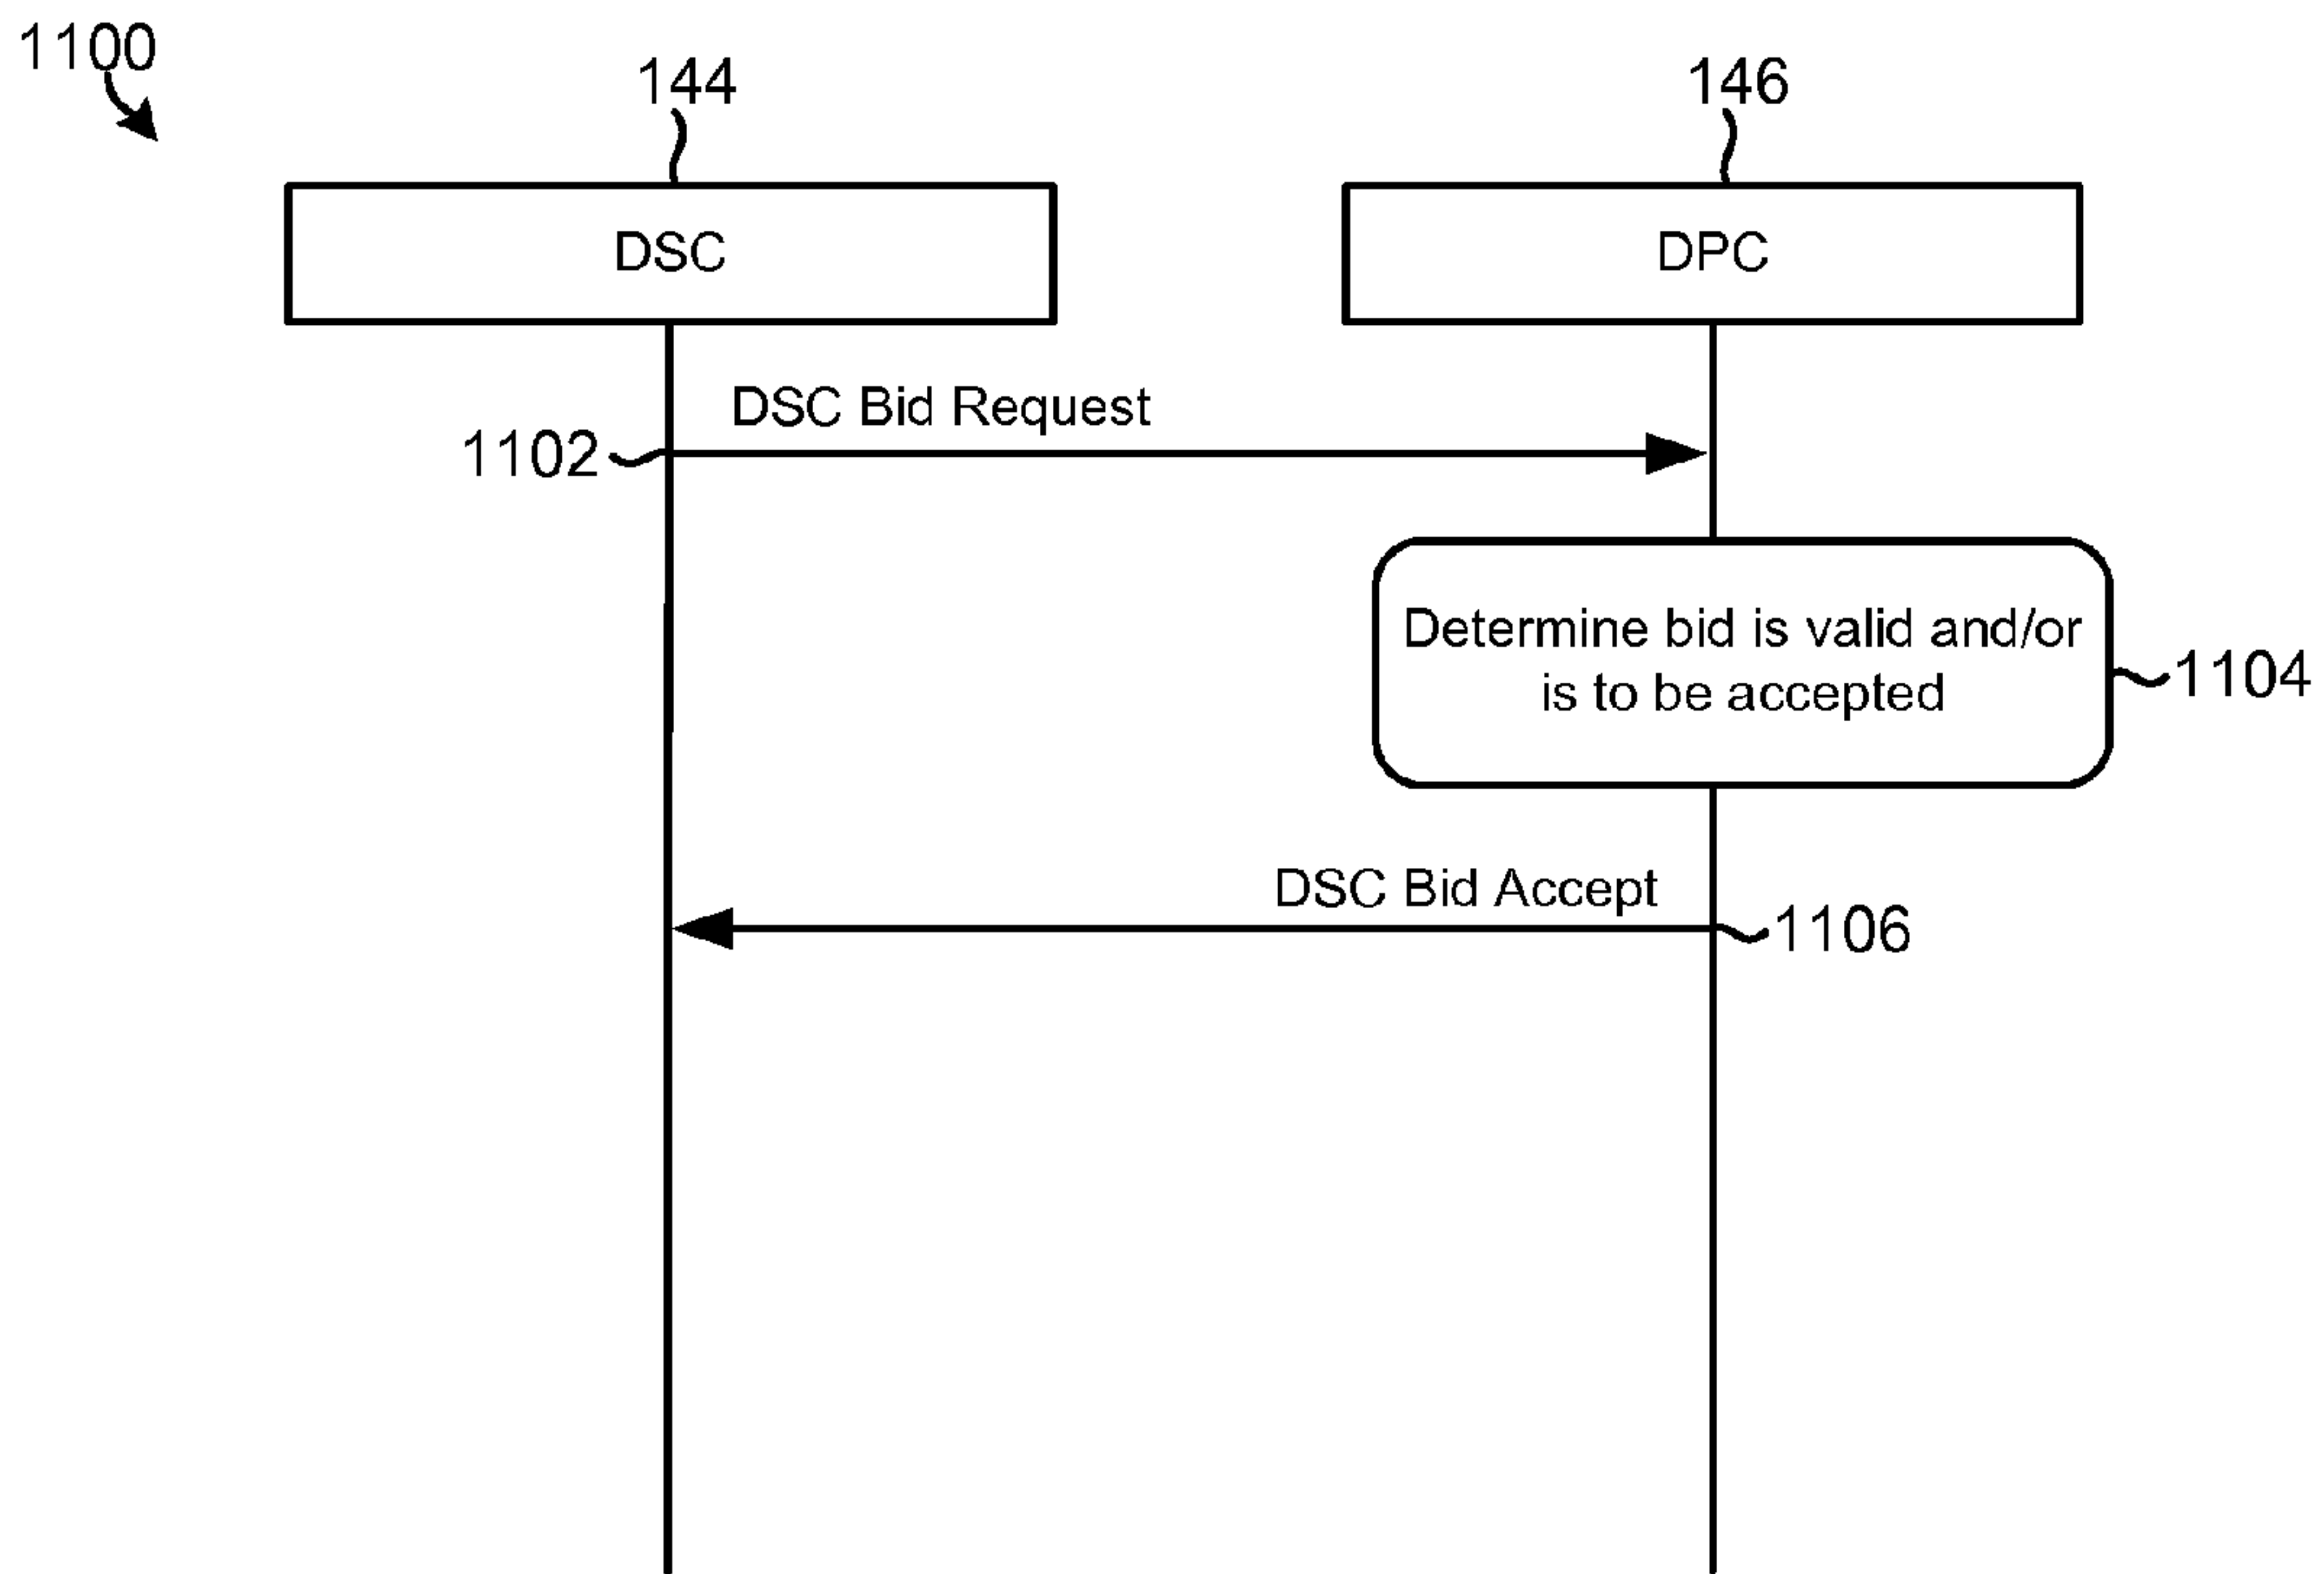 1100
144
146
DSC
DPC
DSC Bid Request
1102
Determine bid is valid and/or
is to be accepted
1104
DSC Bid Accept
1106